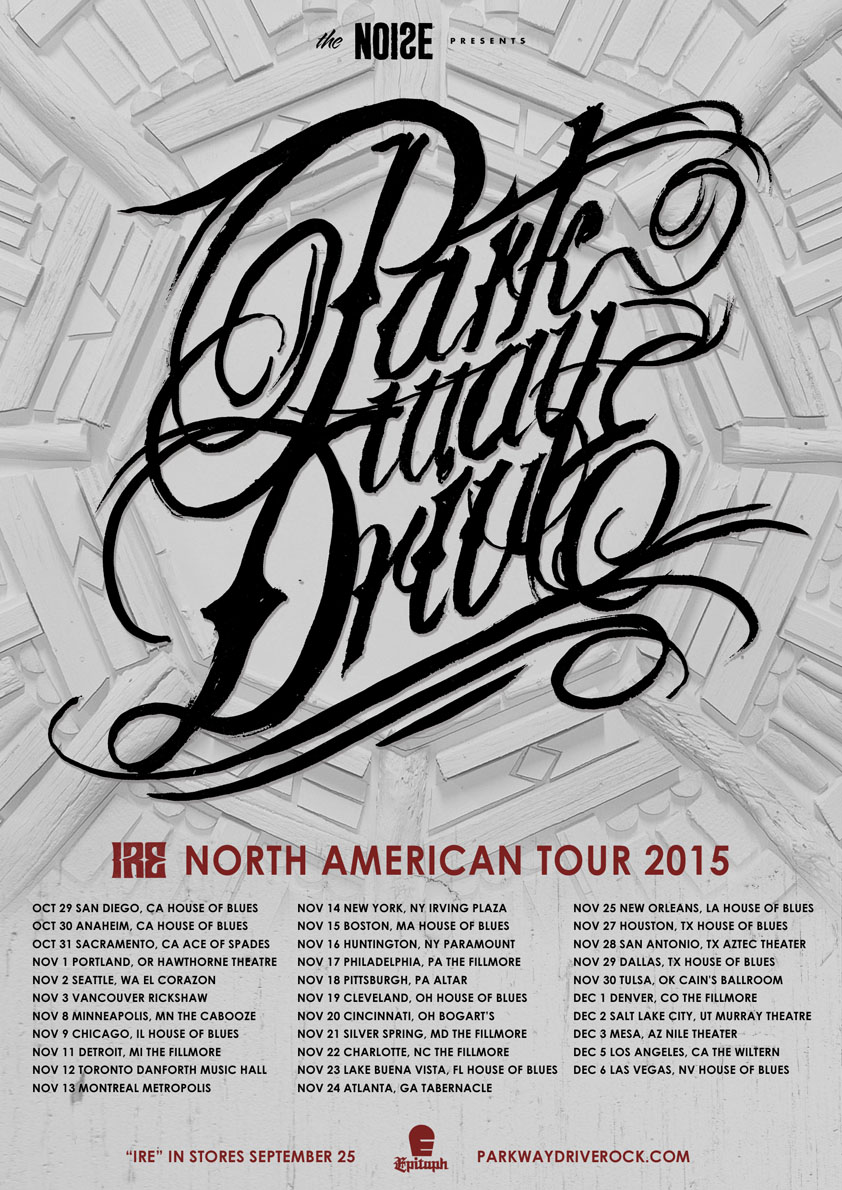 the NOISE PRESENTS
Park
way
Drive
IRE NORTH AMERICAN TOUR 2015
OCT 29 SAN DIEGO, CA HOUSE OF BLUES
OCT 30 ANAHEIM, CA HOUSE OF BLUES
OCT 31 SACRAMENTO, CA ACE OF SPADES
NOV 1 PORTLAND, OR HAWTHORNE THEATRE
NOV 2 SEATTLE, WA EL CORAZON
NOV 3 VANCOUVER RICKSHAW
NOV 8 MINNEAPOLIS, MN THE CABOOZE
NOV 9 CHICAGO, IL HOUSE OF BLUES
NOV 11 DETROIT, MI THE FILLMORE
NOV 12 TORONTO DANFORTH MUSIC HALL
NOV 13 MONTREAL METROPOLIS
NOV 14 NEW YORK, NY IRVING PLAZA
NOV 15 BOSTON, MA HOUSE OF BLUES
NOV 16 HUNTINGTON, NY PARAMOUNT
NOV 17 PHILADELPHIA, PA THE FILLMORE
NOV 18 PITTSBURGH, PA ALTAR
NOV 19 CLEVELAND, OH HOUSE OF BLUES
NOV 20 CINCINNATI, OH BOGART'S
NOV 21 SILVER SPRING, MD THE FILLMORE
NOV 22 CHARLOTTE, NC THE FILLMORE
NOV 23 LAKE BUENA VISTA, FL HOUSE OF BLUES
NOV 24 ATLANTA, GA TABERNACLE
NOV 25 NEW ORLEANS, LA HOUSE OF BLUES
NOV 27 HOUSTON, TX HOUSE OF BLUES
NOV 28 SAN ANTONIO, TX AZTEC THEATER
NOV 29 DALLAS, TX HOUSE OF BLUES
NOV 30 TULSA, OK CAIN'S BALLROOM
DEC 1 DENVER, CO THE FILLMORE
DEC 2 SALT LAKE CITY, UT MURRAY THEATRE
DEC 3 MESA, AZ NILE THEATER
DEC 5 LOS ANGELES, CA THE WILTERN
DEC 6 LAS VEGAS, NV HOUSE OF BLUES
“IRE” IN STORES SEPTEMBER 25
Epitaph
PARKWAYDRIVEROCK.COM